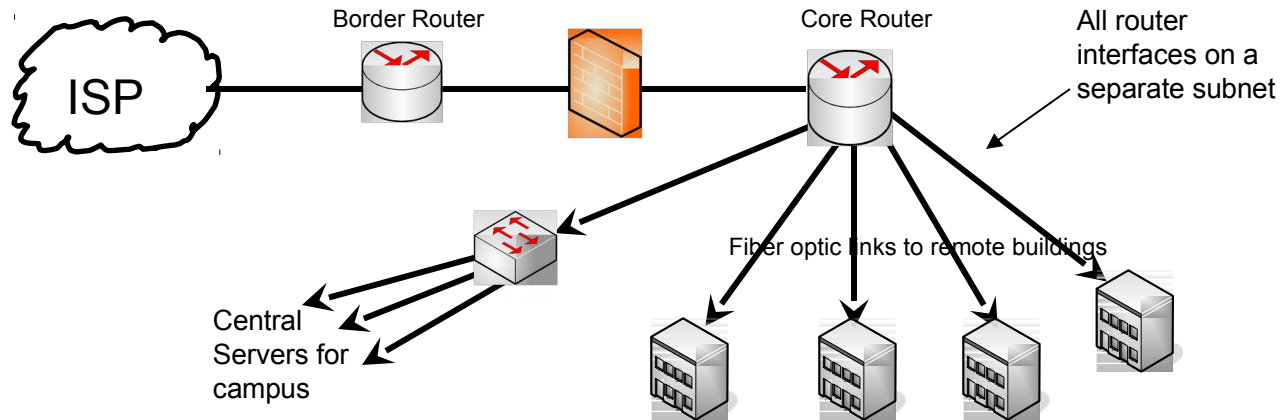 Border Router
Core Router
All router
interfaces on a
separate subnet
ISP
Fiber optic links to remote buildings
Central
Servers for
campus